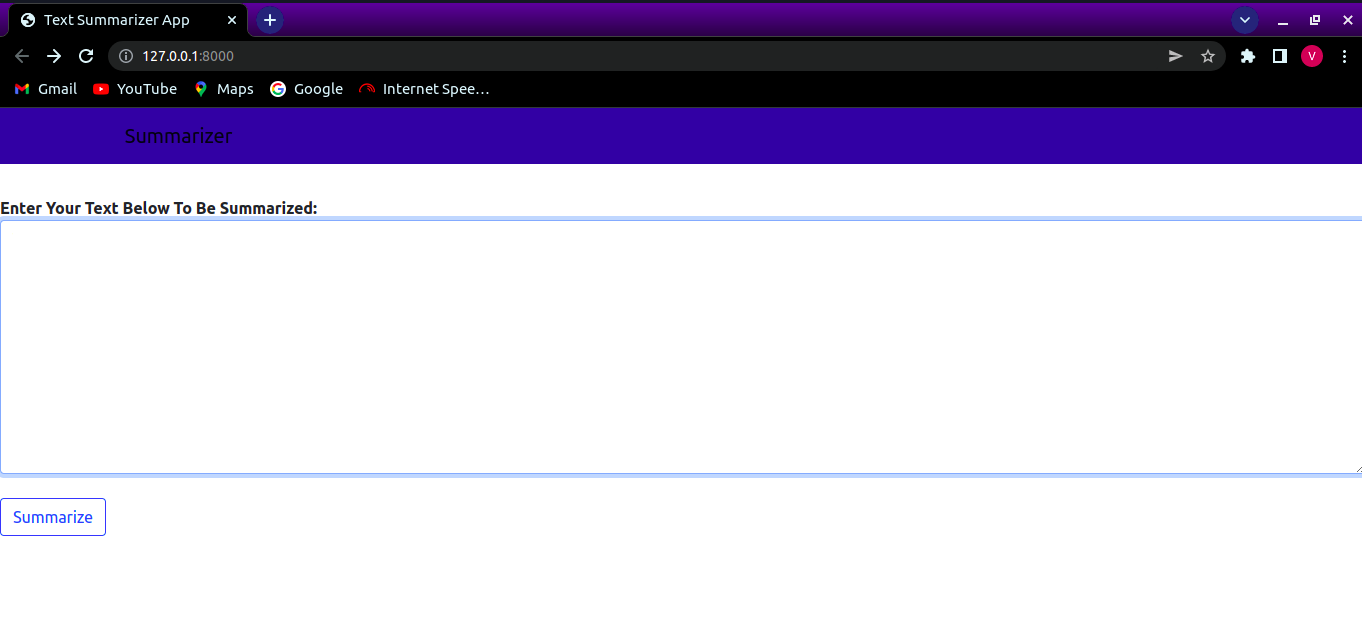 Text Summarizer App
127.0.0.1:8000
V
Gmail YouTube Maps Google Internet Spee…
Summarizer
Enter Your Text Below To Be Summarized:
Summarize